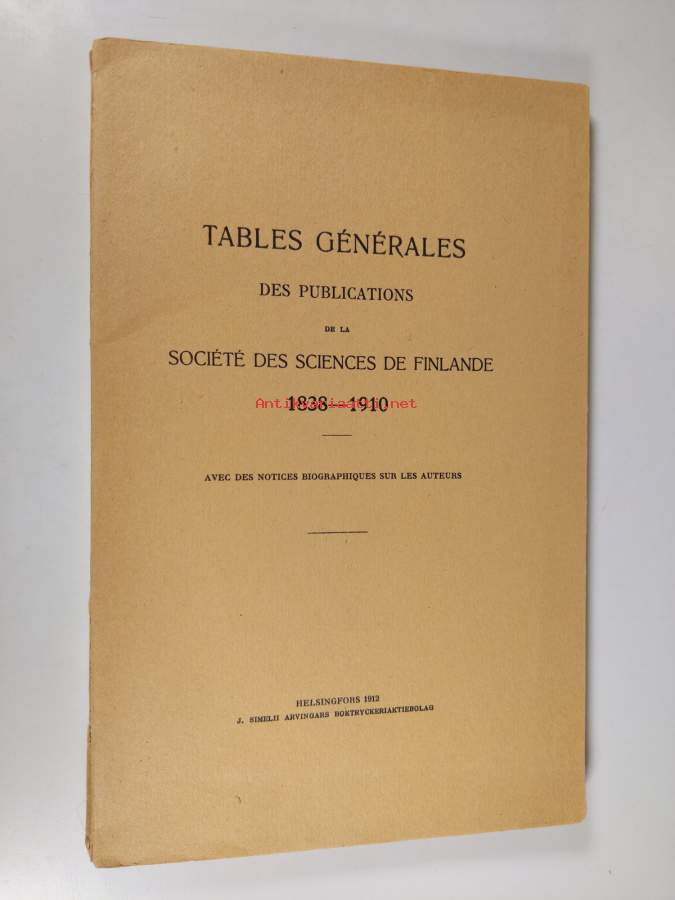 TABLES GÉNÉRALES
DES PUBLICATIONS
DE LA
SOCIÉTÉ DES SCIENCES DE FINLANDE
1838—1910
Antikvariaatti.net
AVEC DES NOTICES BIOGRAPHIQUES SUR LES AUTEURS
HELSINGFORS 1912
J. SIMELII ARVINGARS BOKTRYCKERIAKTIEBOLAG